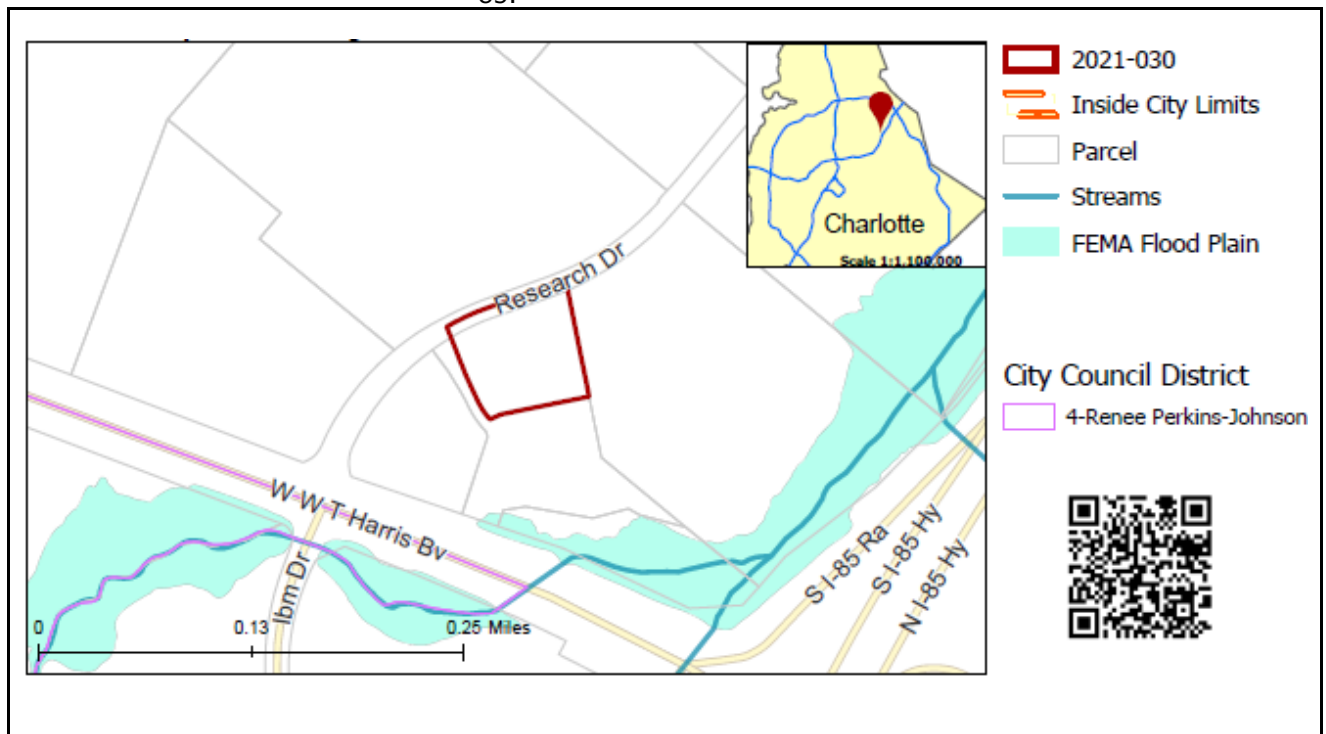 Research Dr
W W T Harris Bv
Ibm Dr
S I-85 Ra
S I-85 Hy
N I-85 Hy
0 0.13 0.25 Miles
Charlotte
Scale 1:1,100,000
2021-030
Inside City Limits
Parcel
Streams
FEMA Flood Plain
City Council District
4-Renee Perkins-Johnson